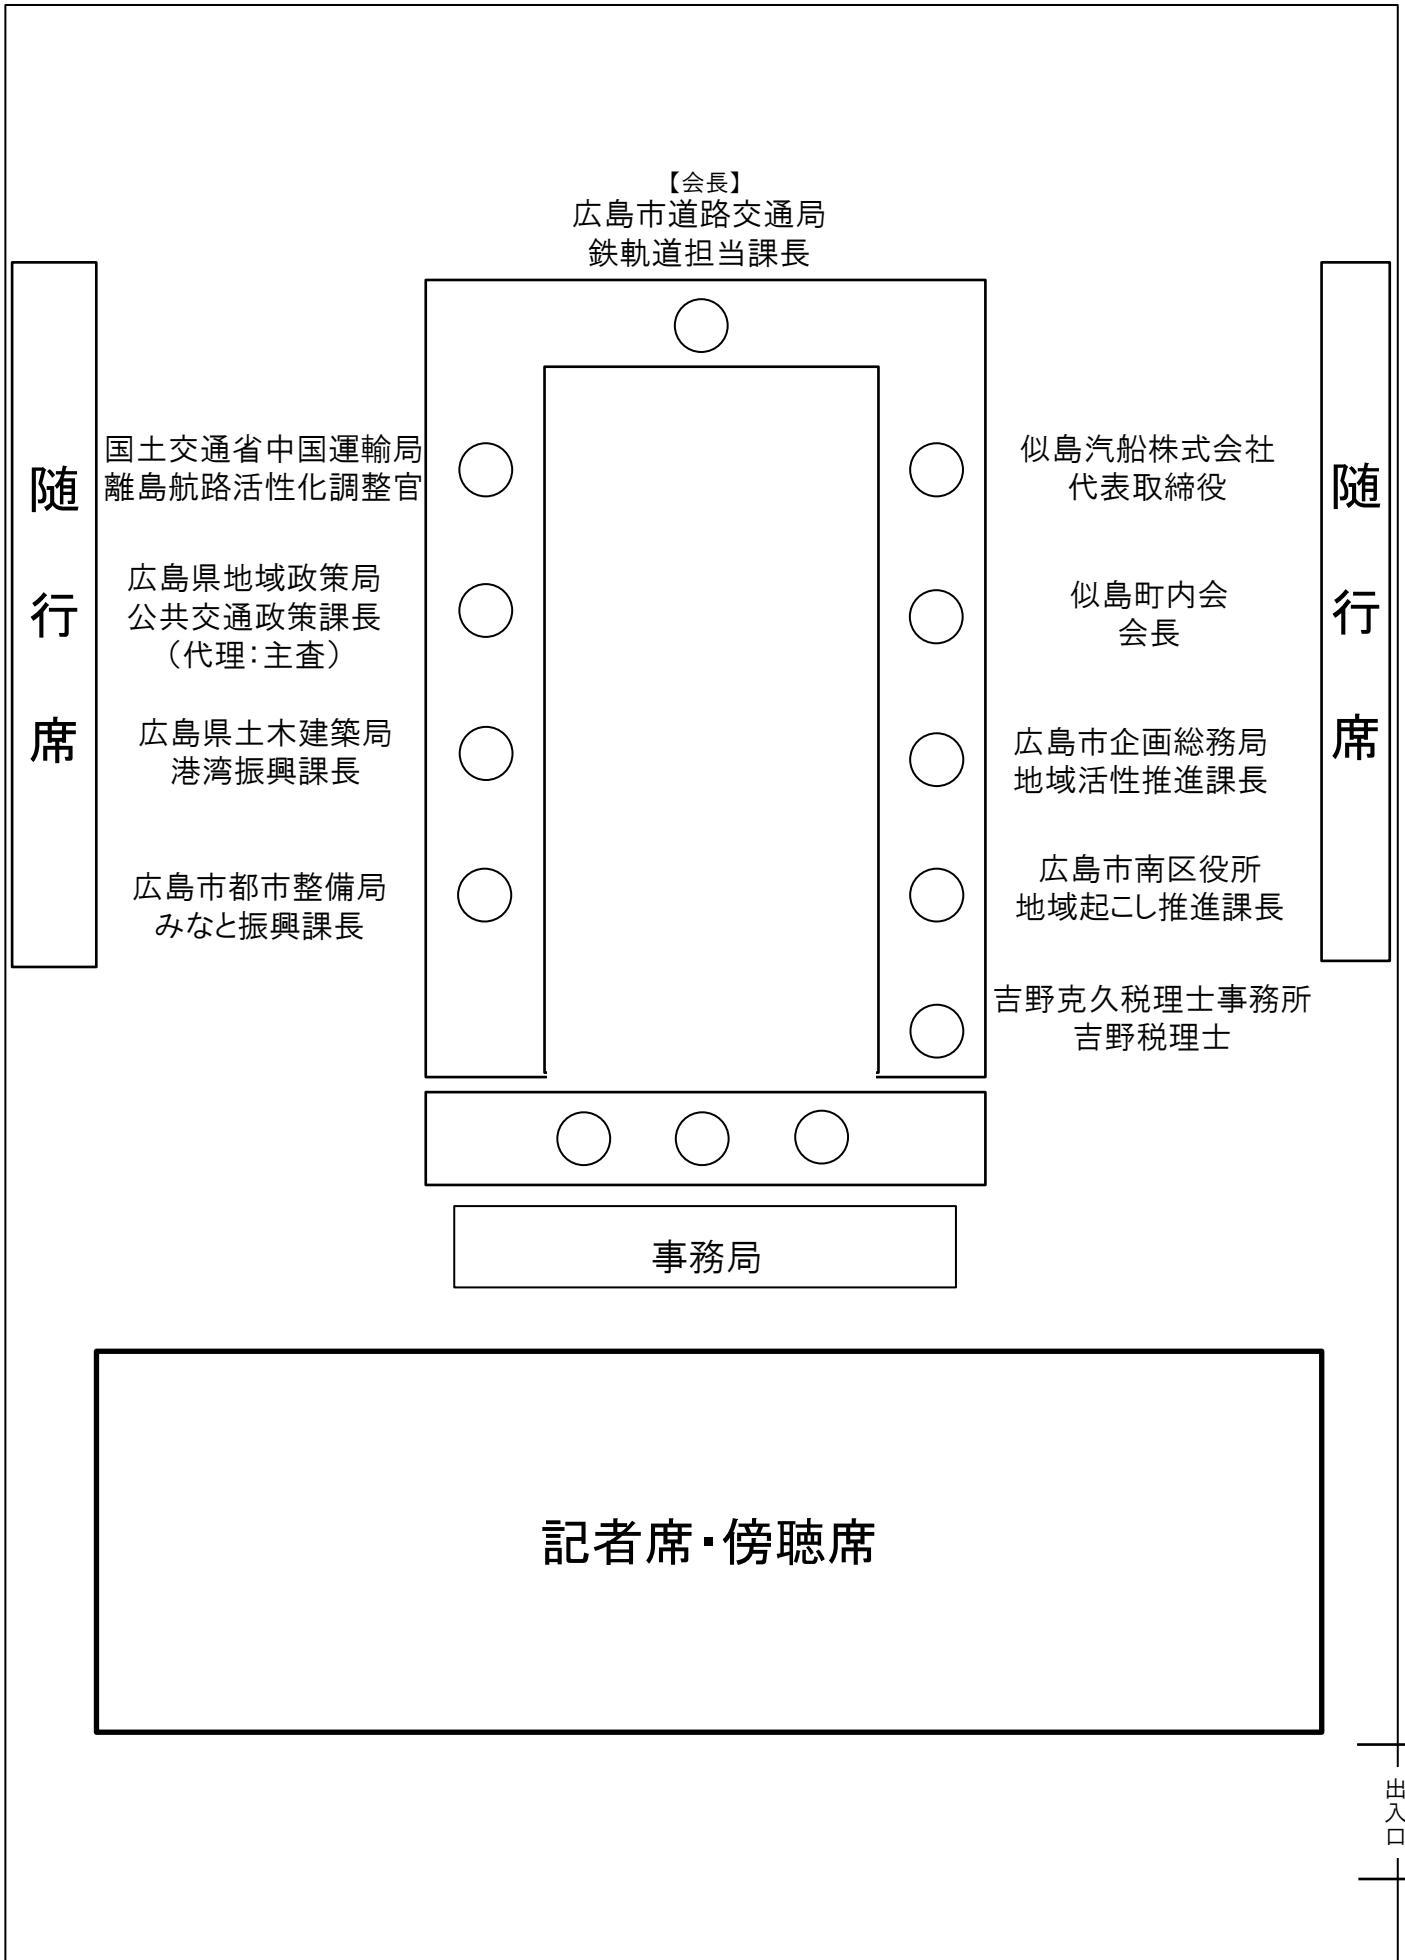 【会長】
広島市道路交通局
鉄軌道担当課長
随行席
国土交通省中国運輸局
離島航路活性化調整官
広島県地域政策局
公共交通政策課長
（代理：主査）
広島県土木建築局
港湾振興課長
広島市都市整備局
みなと振興課長
似島汽船株式会社
代表取締役
似島町内会
会長
広島市企画総務局
地域活性推進課長
広島市南区役所
地域起こし推進課長
吉野克久税理士事務所
吉野税理士
随行席
事務局
記者席・傍聴席
出入口